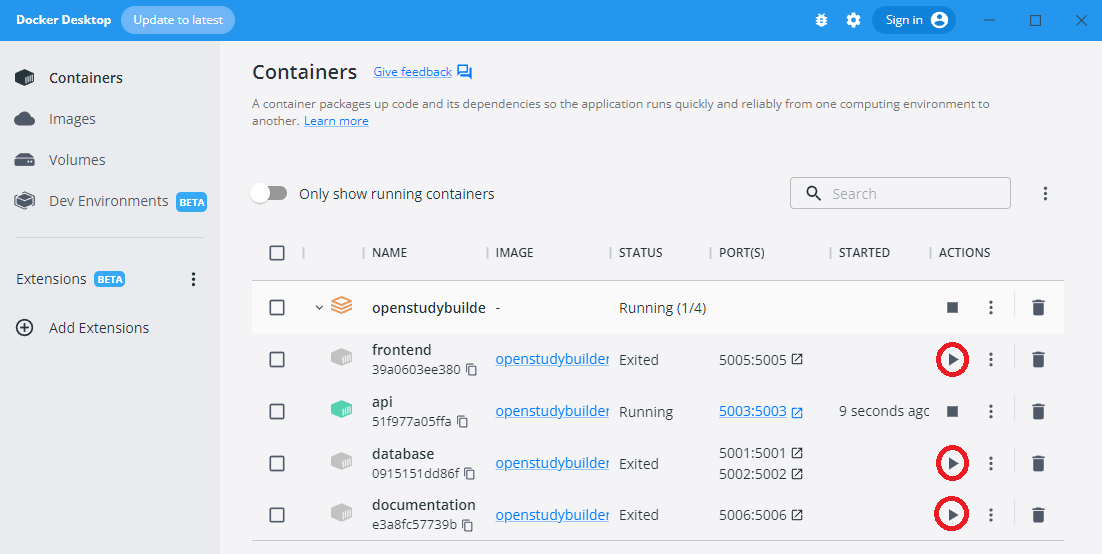 Docker Desktop Update to latest Sign in
Containers
Images
Volumes
Dev Environments BETA
Extensions BETA
Add Extensions
Containers Give feedback
A container packages up code and its dependencies so the application runs quickly and reliably from one computing environment to
another. Learn more
Only show running containers Search
NAME IMAGE STATUS PORT(S) STARTED ACTIONS
openstudybuilde - Running (1/4)
frontend
39a0603ee380 openstudybuilder Exited 5005:5005
api
51f977a05ffa openstudybuilder Running 5003:5003 9 seconds ago
database
0915151dd86f openstudybuilder Exited 5001:5001
5002:5002
documentation
e3a8fc57739b openstudybuilder Exited 5006:5006